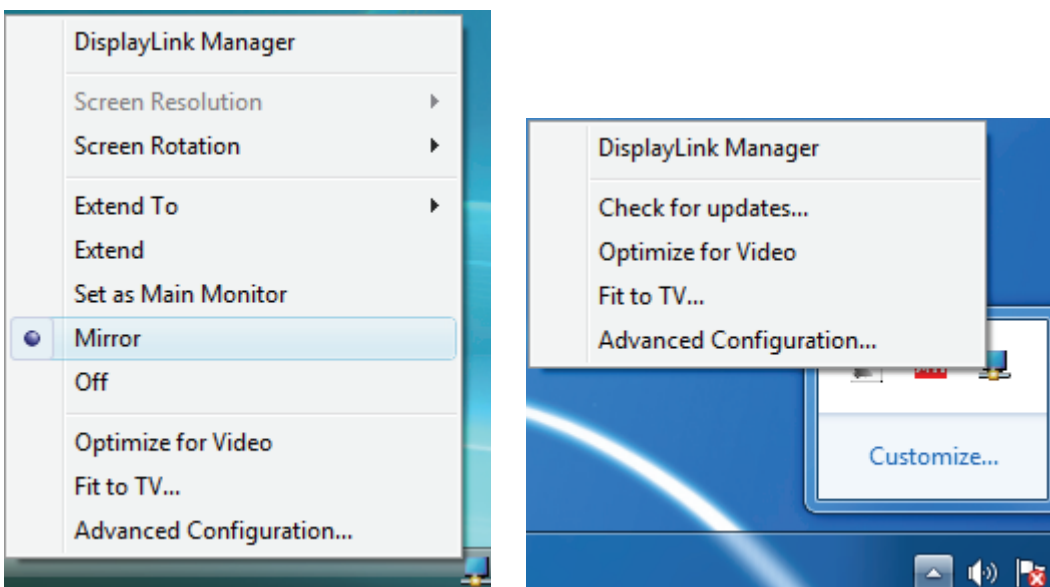 DisplayLink Manager
Screen Resolution
Screen Rotation
Extend To
Extend
Set as Main Monitor
Mirror
Off
Optimize for Video
Fit to TV...
Advanced Configuration...
DisplayLink Manager
Check for updates...
Optimize for Video
Fit to TV...
Advanced Configuration...
Customize...